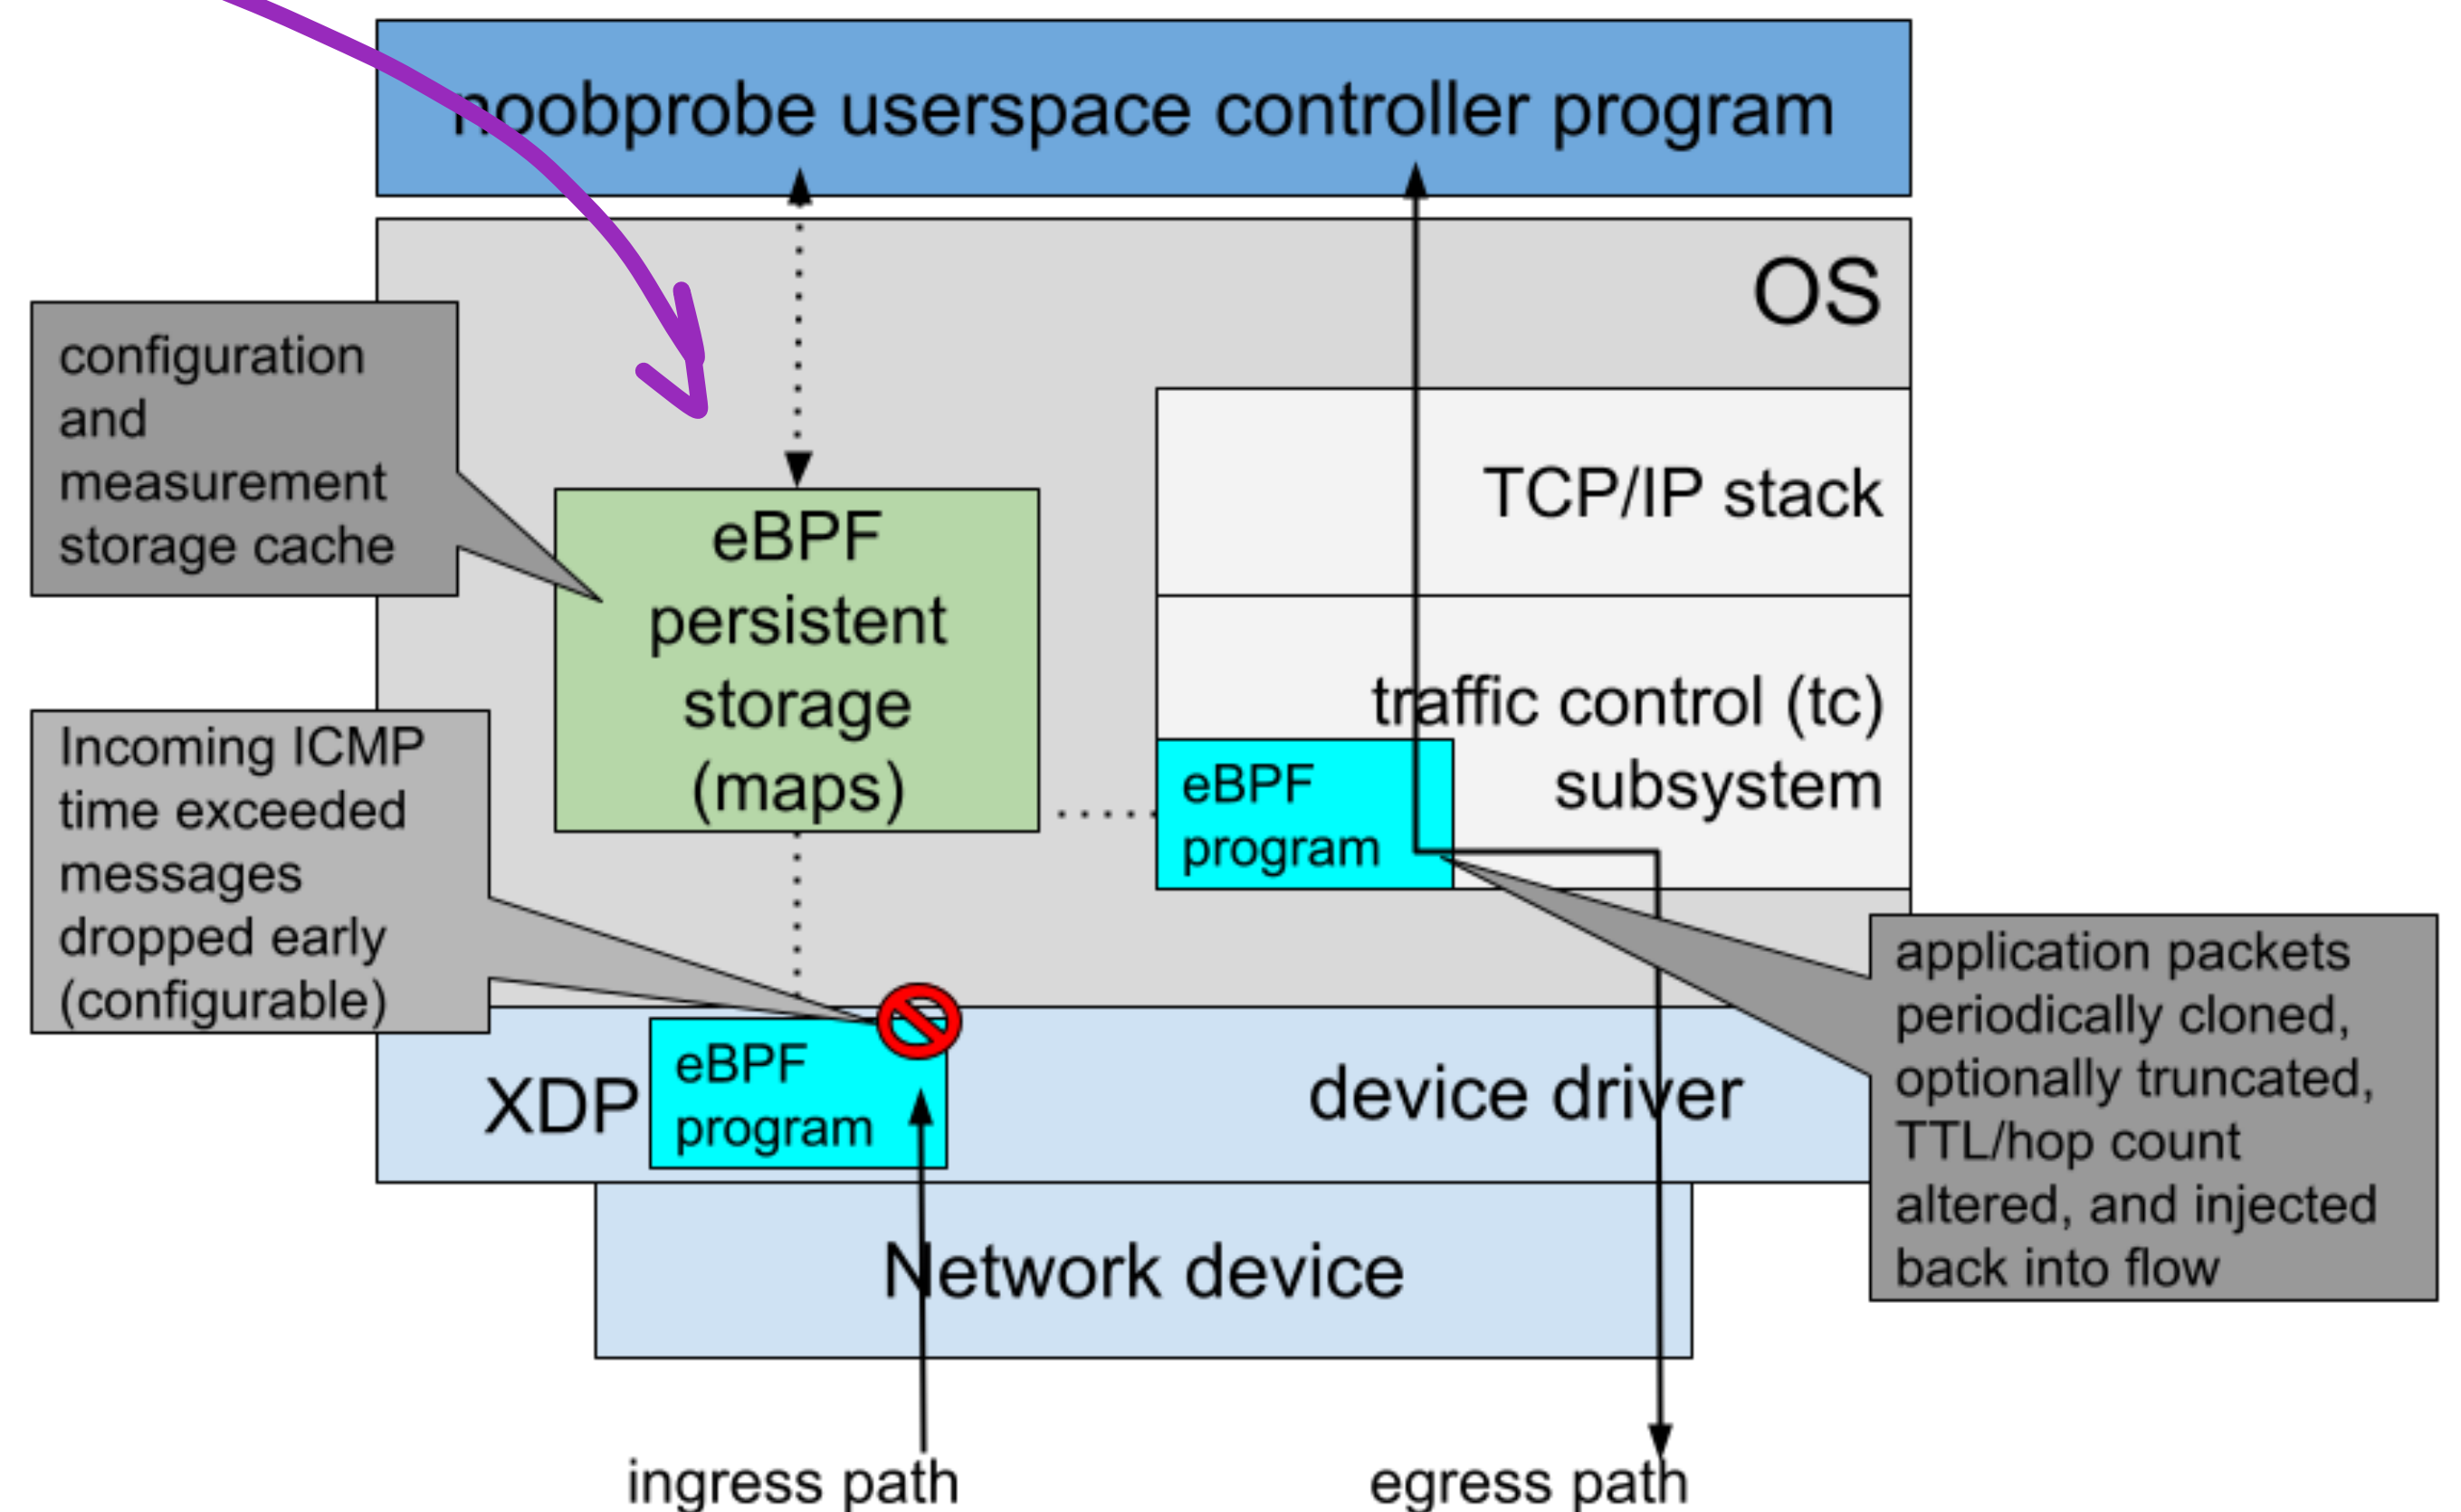 noobprobe userspace controller program
OS
configuration
and
measurement
storage cache
TCP/IP stack
eBPF
persistent
storage
(maps)
traffic control (tc)
subsystem
eBPF
program
Incoming ICMP
time exceeded
messages
dropped early
(configurable)
application packets
periodically cloned,
optionally truncated,
TTL/hop count
altered, and injected
back into flow
XDP
eBPF
program
device driver
Network device
ingress path
egress path